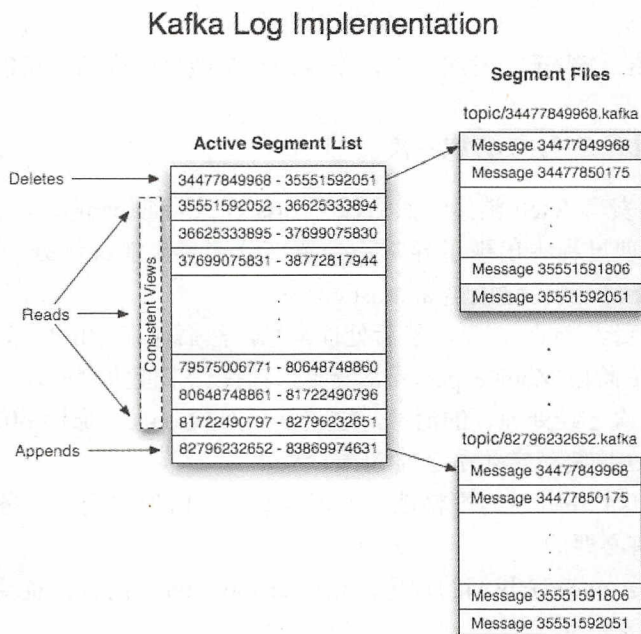 Kafka Log Implementation
Segment Files
topic/34477849968.kafka
Message 34477849968
Message 34477850175
Message 35551591806
Message 35551592051
Active Segment List
34477849968 - 35551592051
35551592052 - 36625333894
36625333895 - 37699075830
37699075831 - 38772817944
79575006771 - 80648748860
80648748861 - 81722490796
81722490797 - 82796232651
82796232652 - 83869974631
Deletes
Reads
Appends
Consistent Views
topic/82796232652.kafka
Message 34477849968
Message 34477850175
Message 35551591806
Message 35551592051